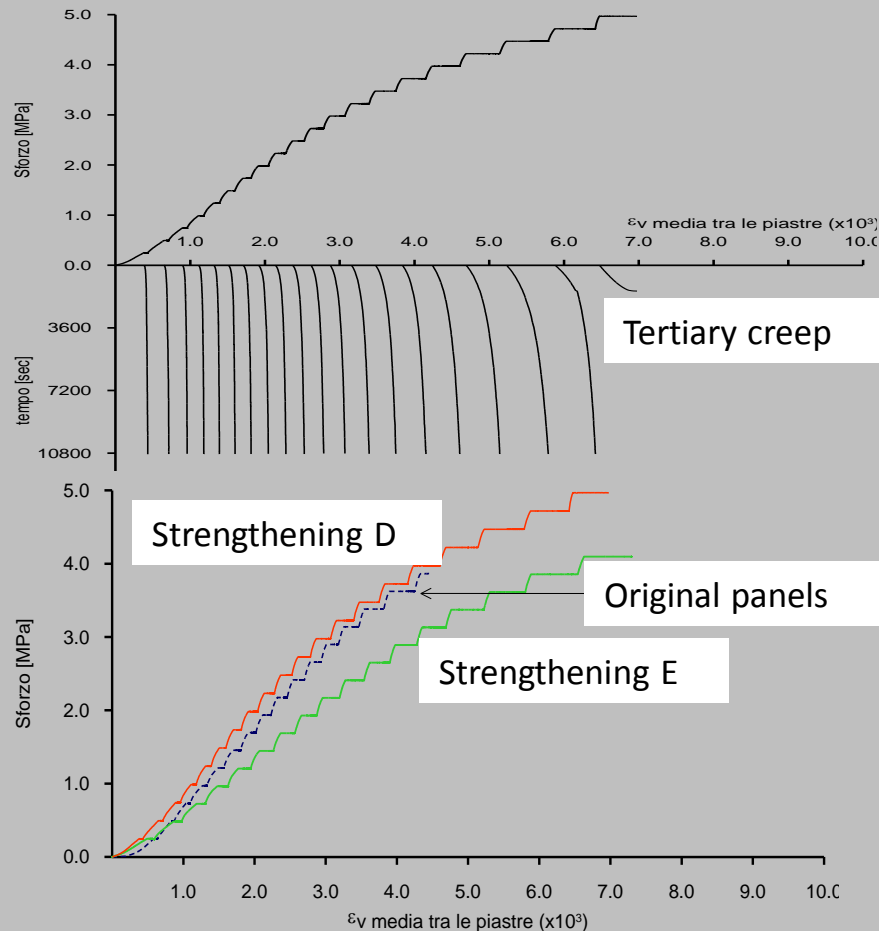 5.0
4.0
3.0
2.0
1.0
0.0
Sforzo [MPa]
εv media tra le piastre (x10³)
1.0 2.0 3.0 4.0 5.0 6.0 7.0 8.0 9.0 10.0
3600
7200
10800
tempo [sec]
Tertiary creep
5.0
4.0
3.0
2.0
1.0
0.0
Sforzo [MPa]
Strengthening D
Original panels
Strengthening E
1.0 2.0 3.0 4.0 5.0 6.0 7.0 8.0 9.0 10.0
εv media tra le piastre (x10³)